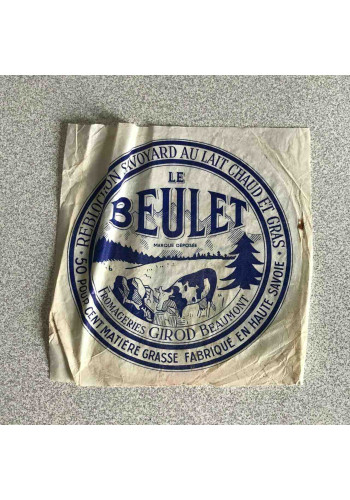 REBLOCHON SAVOYARD AU LAIT CHAUD ET GRAS
LE
BEULET
MARQUE DÉPOSÉE
FROMAGERIES GIROD BEAUMONT
50 POUR CENT MATIÈRE GRASSE FABRIQUÉ EN HAUTE SAVOIE